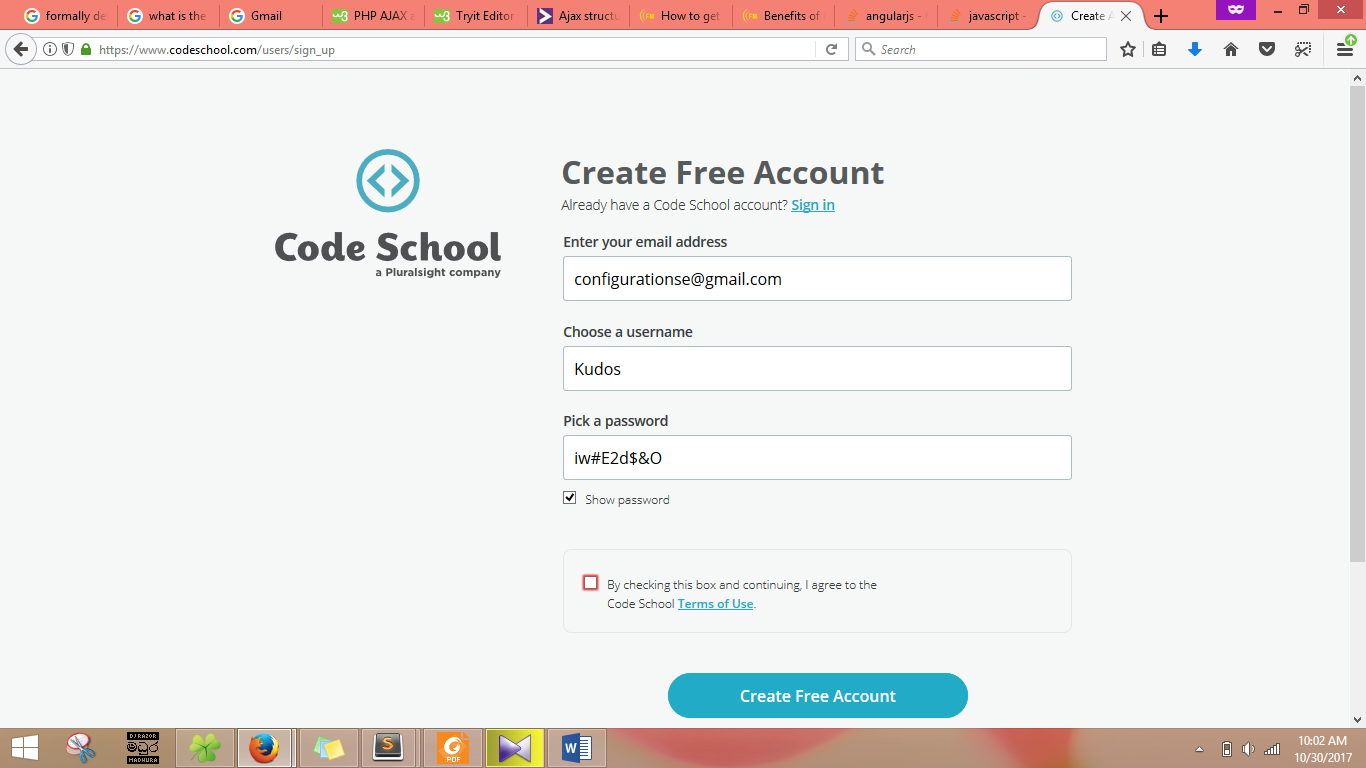 formally de
what is the
Gmail
PHP AJAX a
Tryit Editor
Ajax structu
How to get
Benefits of
angularjs -
javascript -
Create A
https://www.codeschool.com/users/sign_up
Search
Code School
a Pluralsight company
Create Free Account
Already have a Code School account? Sign in
Enter your email address
configurationse@gmail.com
Choose a username
Kudos
Pick a password
iw#E2d$&O
Show password
By checking this box and continuing, I agree to the
Code School Terms of Use.
Create Free Account
DJ RAZOR
MADHURA
PDF
10:02 AM
10/30/2017